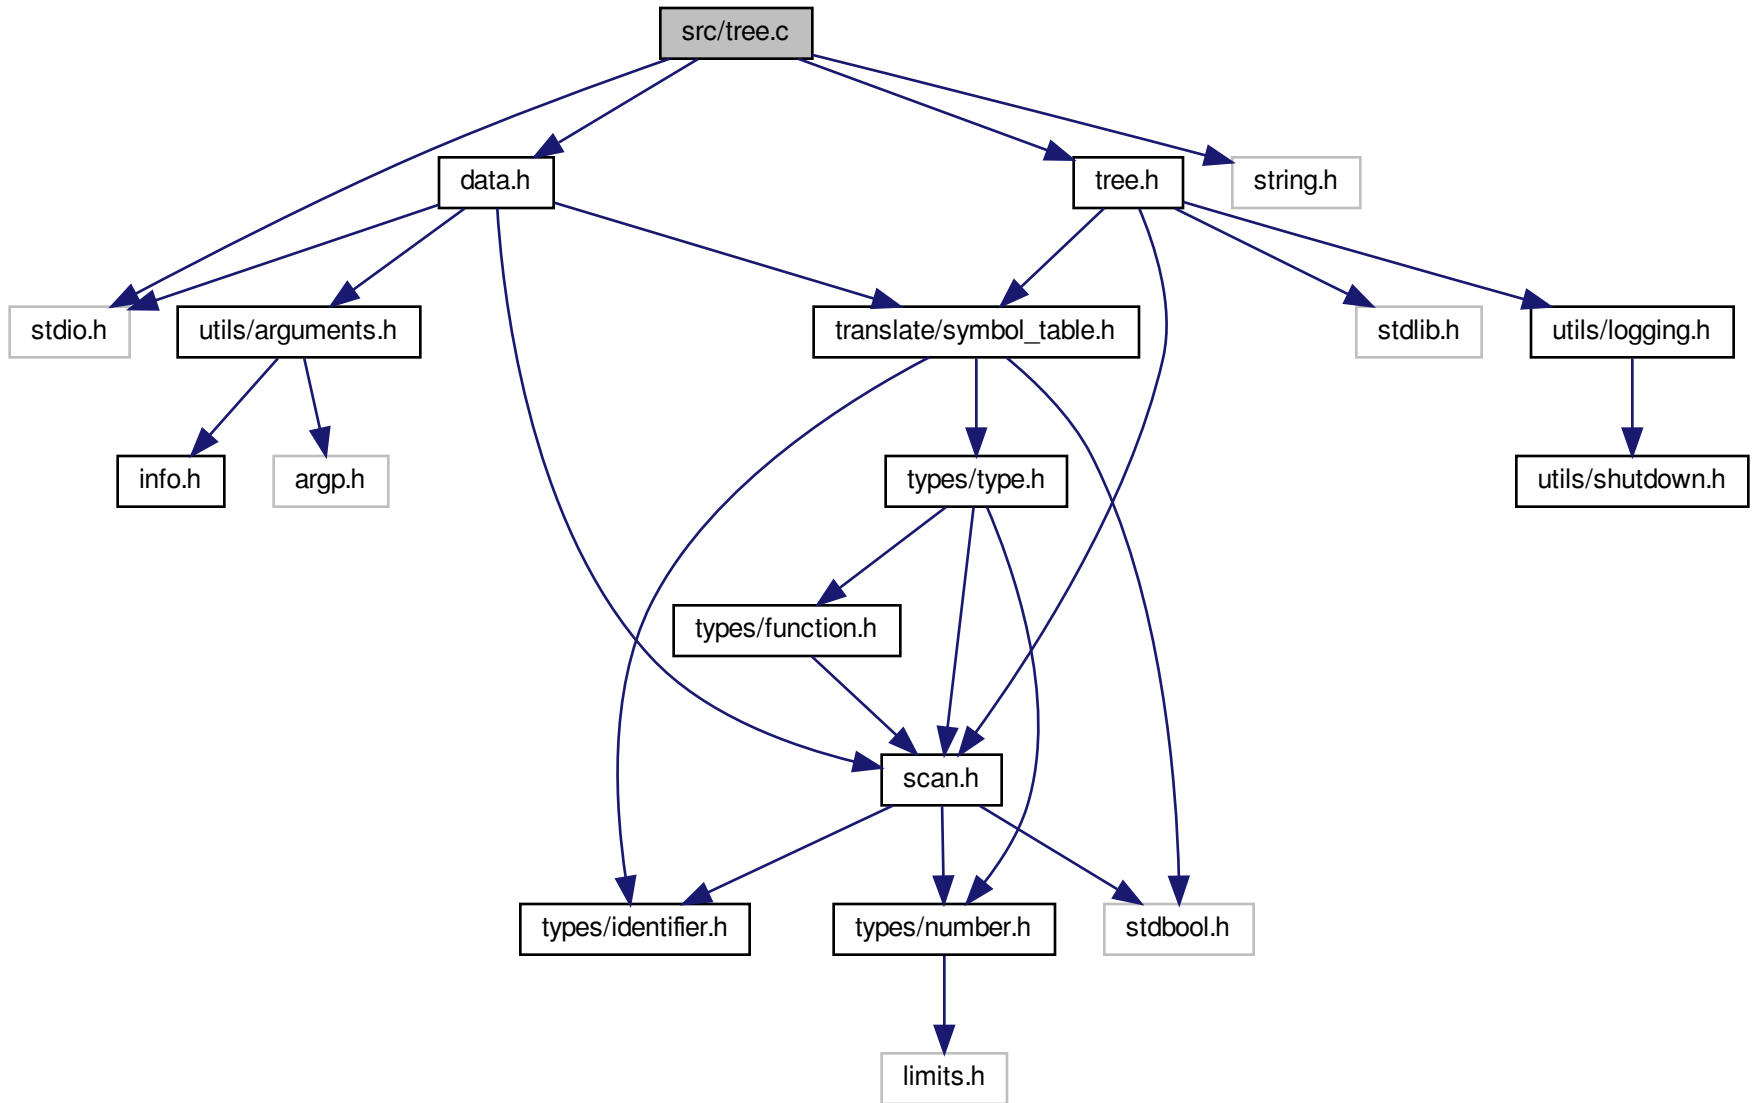 src/tree.c
data.h
tree.h
string.h
stdio.h
utils/arguments.h
translate/symbol_table.h
stdlib.h
utils/logging.h
info.h
argp.h
types/type.h
utils/shutdown.h
types/function.h
scan.h
types/identifier.h
types/number.h
stdbool.h
limits.h